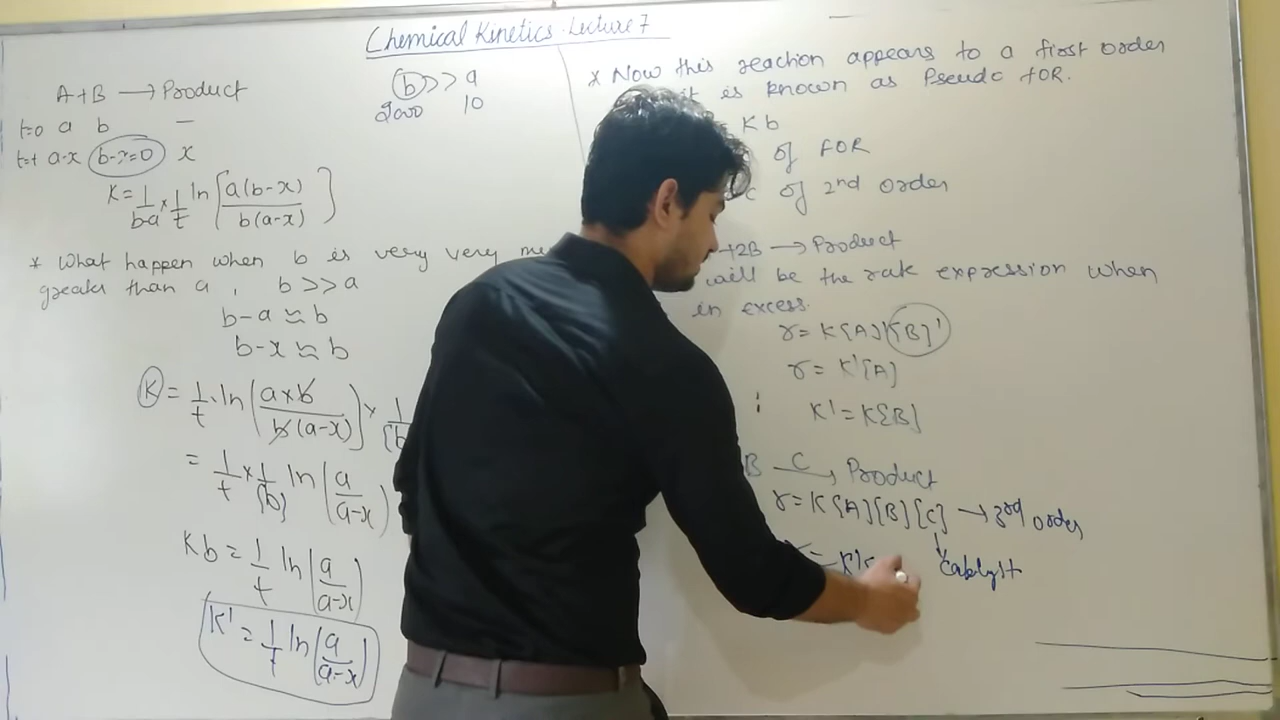 Chemical Kinetics Lecture 7
A+B → Product
t=0 a b —
t=t a-x b-x=0 x
K = 1/ba × 1/t ln [a(b-x) / b(a-x)]
b >> a
2000 10
* What happen when b is very very
greater than a, b >> a
b-a ≃ b
b-x ≃ b
K = 1/t · ln (a×b / b(a-x)) × 1/[b
= 1/t × 1/[b] ln (a / a-x)
Kb = 1/t ln (a / a-x)
K' = 1/t ln (a / a-x)
* Now this reaction appears to a first order
it is known as Pseudo FOR.
Kb
of FOR
of 2nd order
+2B → Product
will be the rate expression when
in excess.
r = K[A][B]'
r = K'[A]
K' = K[B]
B —C→ Product
r = K[A][B][C] → 3rd order
↓
Catalyst
r = K'[